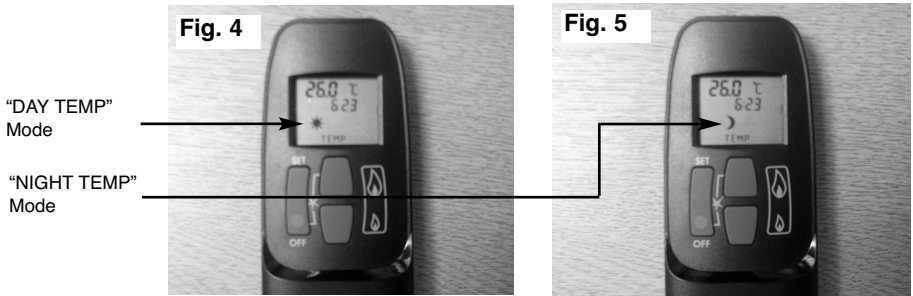 Fig. 4
Fig. 5
“DAY TEMP”
Mode
“NIGHT TEMP”
Mode
26.0 °C
6:23
TEMP
SET
OFF
26.0 °C
6:23
TEMP
SET
OFF